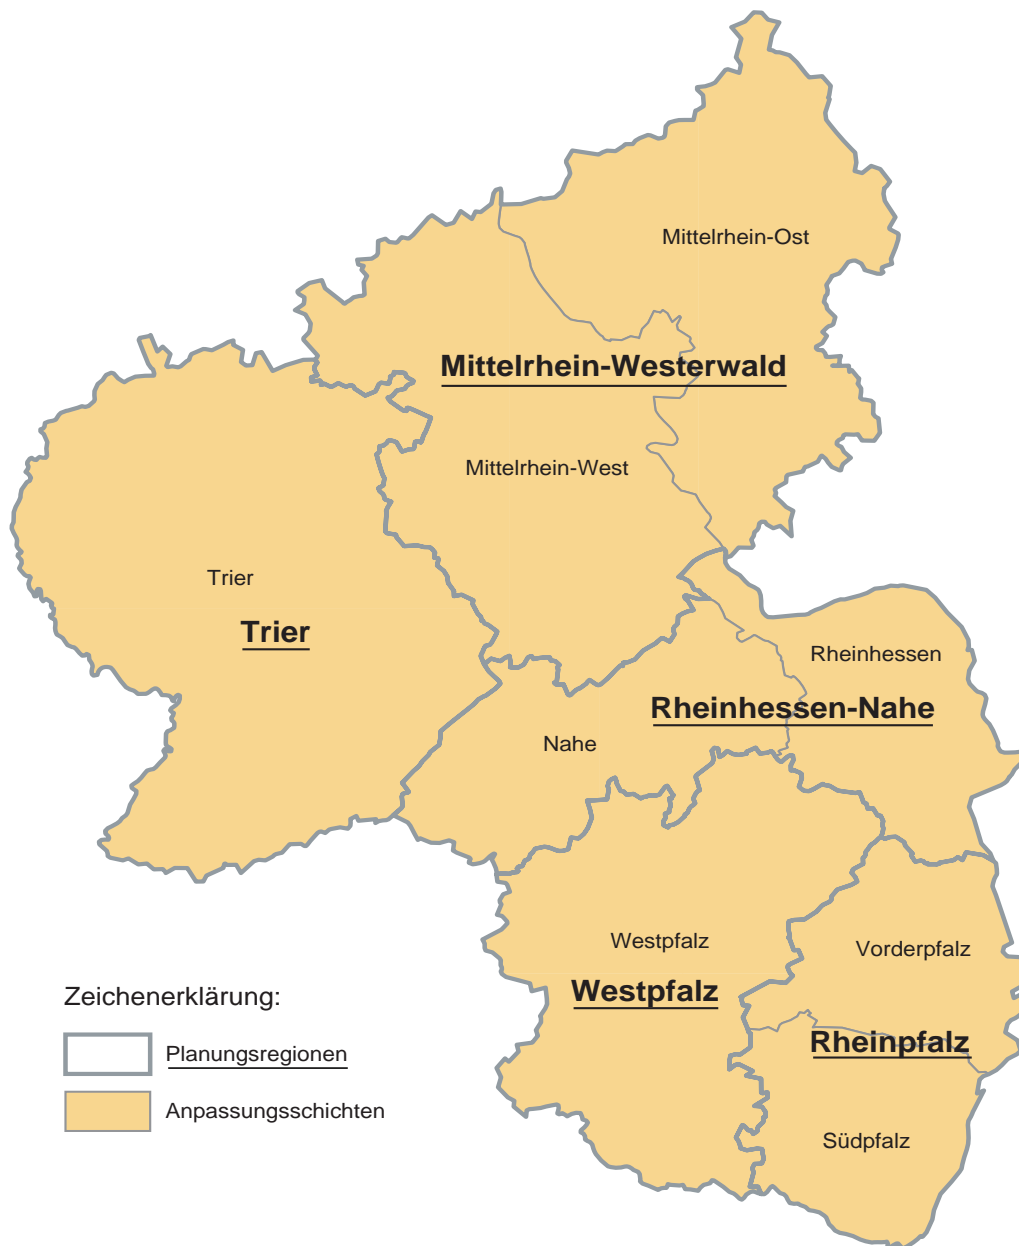 Mittelrhein-Ost
Mittelrhein-Westerwald
Mittelrhein-West
Trier
Trier
Rheinhessen
Rheinhessen-Nahe
Nahe
Westpfalz
Vorderpfalz
Westpfalz
Rheinpfalz
Südpfalz
Zeichenerklärung:
Planungsregionen
Anpassungsschichten